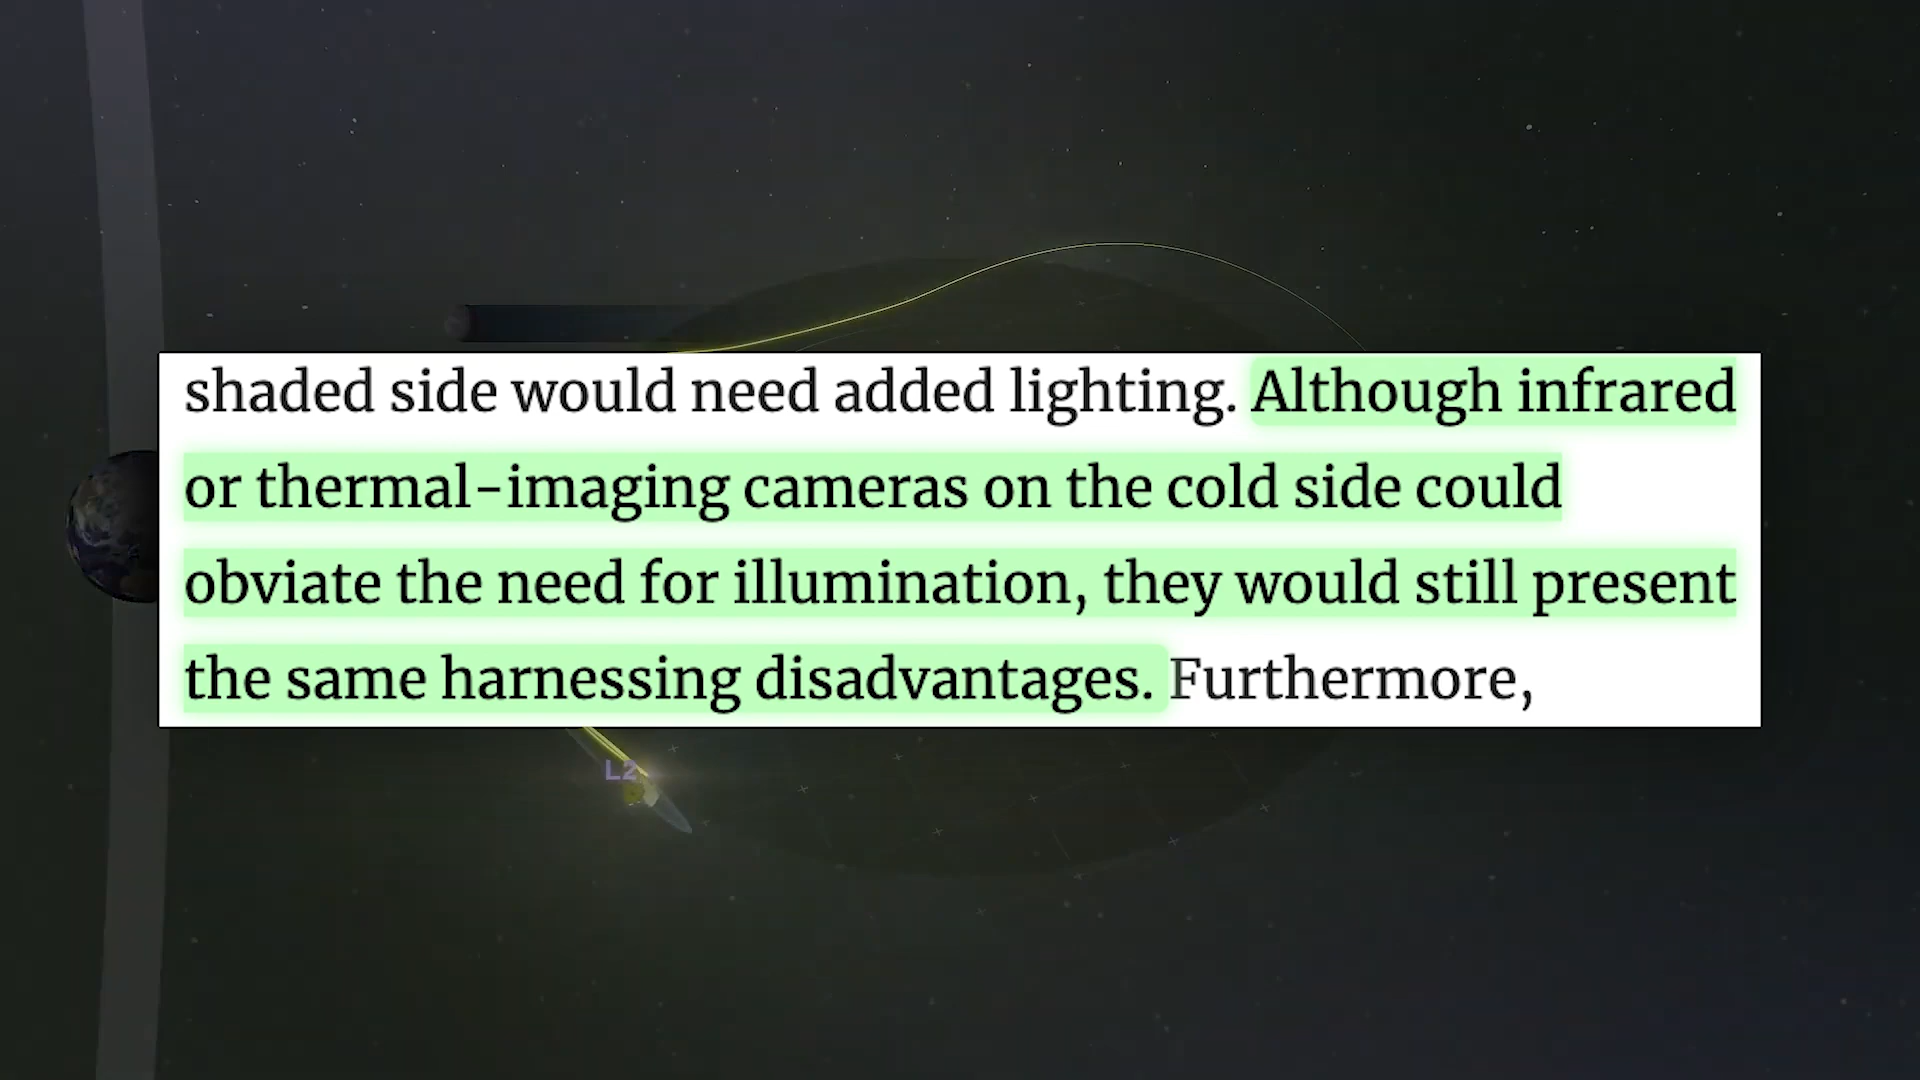 shaded side would need added lighting. Although infrared
or thermal-imaging cameras on the cold side could
obviate the need for illumination, they would still present
the same harnessing disadvantages. Furthermore,
L2